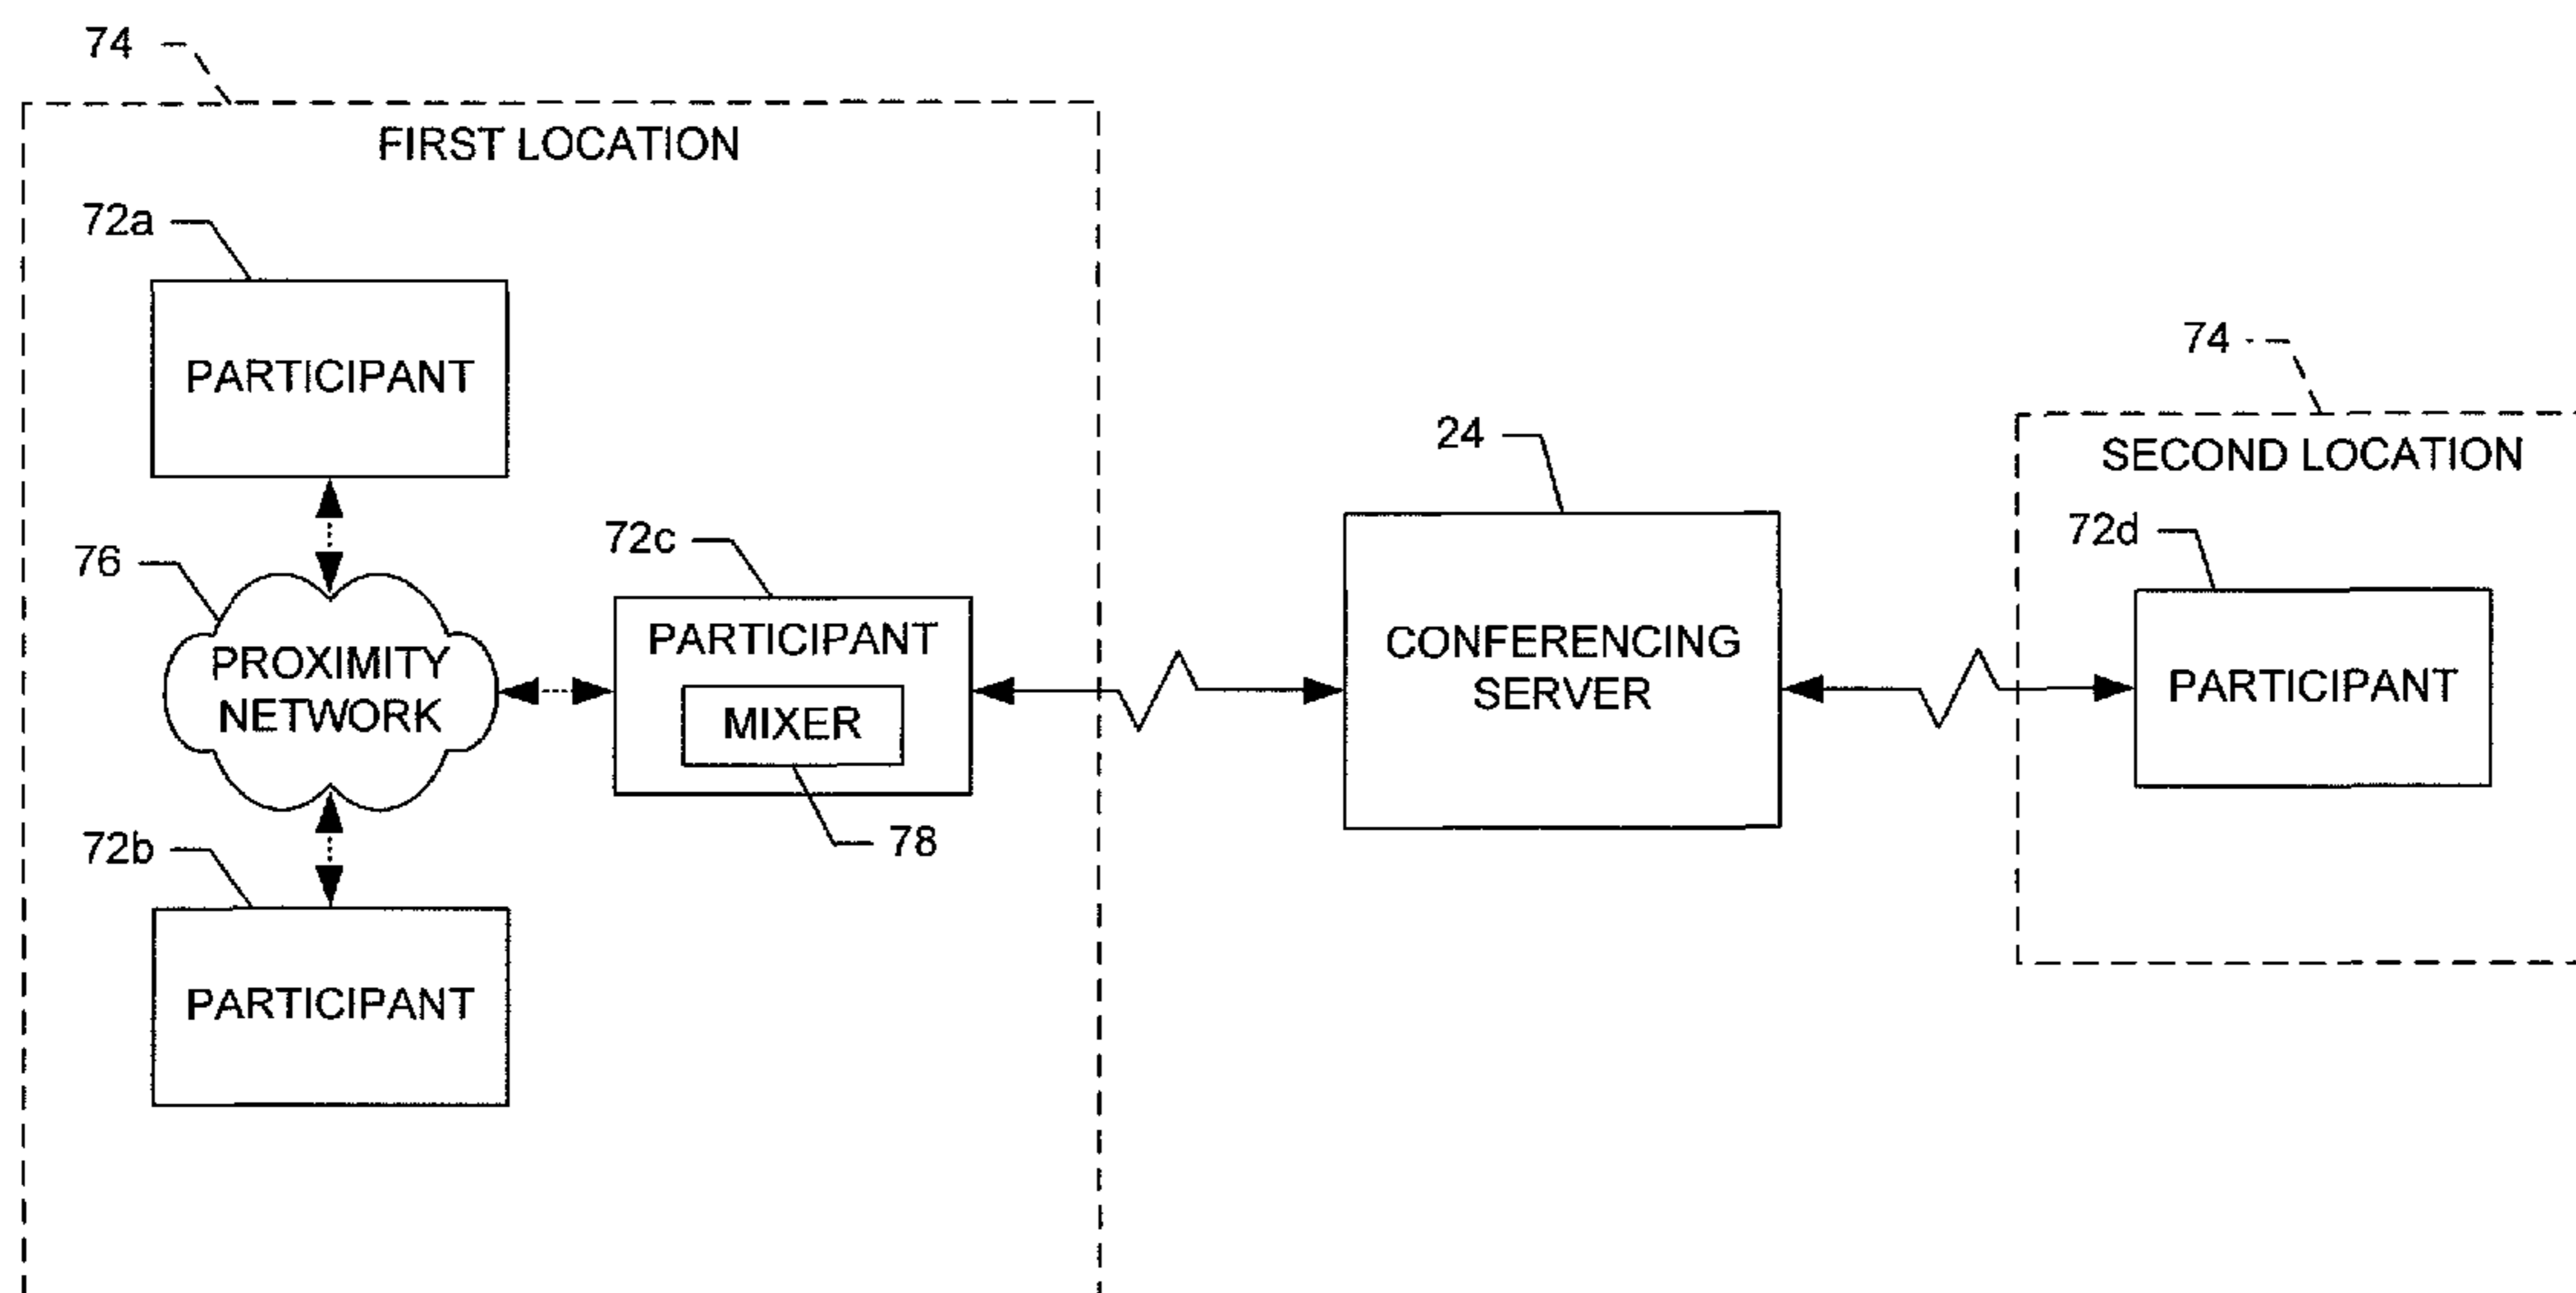 74
FIRST LOCATION
72a
PARTICIPANT
76
PROXIMITY
NETWORK
72c
PARTICIPANT
MIXER
78
72b
PARTICIPANT
24
CONFERENCING
SERVER
74
SECOND LOCATION
72d
PARTICIPANT